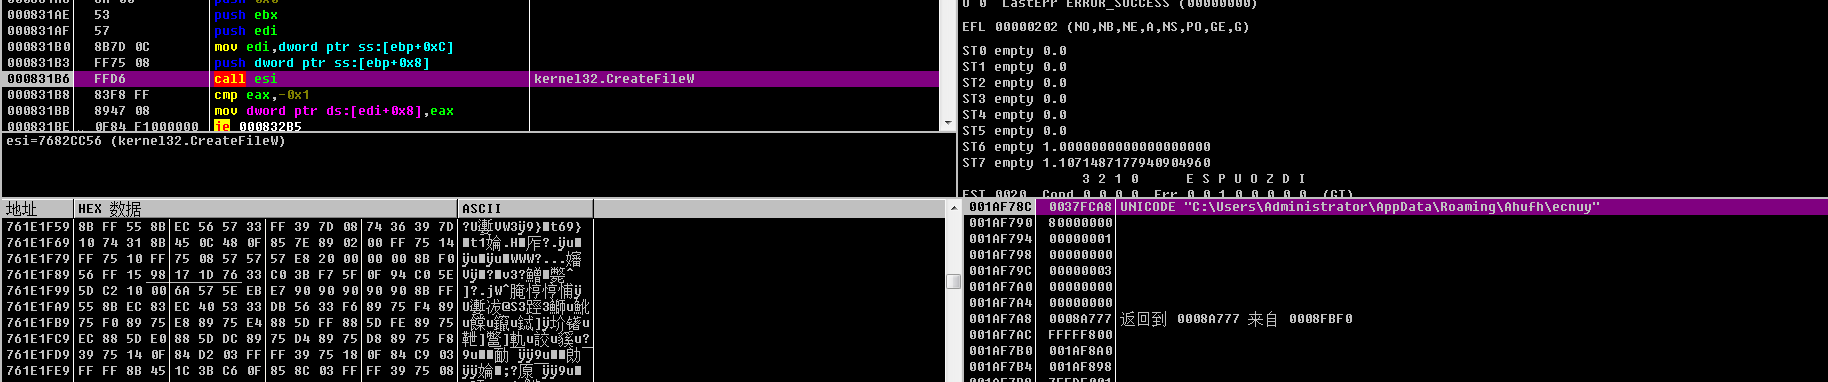 000831AE 53 push ebx
000831AF 57 push edi
000831B0 8B7D 0C mov edi,dword ptr ss:[ebp+0xC]
000831B3 FF75 08 push dword ptr ss:[ebp+0x8]
000831B6 FFD6 call esi kernel32.CreateFileW
000831B8 83F8 FF cmp eax,-0x1
000831BB 8947 08 mov dword ptr ds:[edi+0x8],eax
000831BE 0F84 F1000000 je 000832B5
esi=7682CC56 (kernel32.CreateFileW)
O 0 LastErr ERROR_SUCCESS (00000000)
EFL 00000202 (NO,NB,NE,A,NS,PO,GE,G)
ST0 empty 0.0
ST1 empty 0.0
ST2 empty 0.0
ST3 empty 0.0
ST4 empty 0.0
ST5 empty 0.0
ST6 empty 1.0000000000000000000
ST7 empty 1.1071487177940904960
3 2 1 0 E S P U O Z D I
FST 0020 Cond 0 0 0 0 Err 0 0 1 0 0 0 0 0 (GT)
地址 HEX 数据 ASCII
761E1F59 8B FF 55 8B EC 56 57 33 FF 39 7D 08 74 36 39 7D
761E1F69 10 74 31 8B 45 0C 48 0F 85 7E 89 02 00 FF 75 14
761E1F79 FF 75 10 FF 75 08 57 57 57 E8 20 00 00 00 8B F0
761E1F89 56 FF 15 98 17 1D 76 33 C0 3B F7 5F 0F 94 C0 5E
761E1F99 5D C2 10 00 6A 57 5E EB E7 90 90 90 90 90 8B FF
761E1FA9 55 8B EC 83 EC 40 53 33 DB 56 33 F6 89 75 F4 89
761E1FB9 75 F0 89 75 E8 89 75 E4 88 5D FF 88 5D FE 89 75
761E1FC9 EC 88 5D E0 88 5D DC 89 75 D4 89 75 D8 89 75 F8
761E1FD9 39 75 14 0F 84 D2 03 FF FF 39 75 18 0F 84 C9 03
761E1FE9 FF FF 8B 45 1C 3B C6 0F 85 8C 03 FF FF 39 75 08
001AF78C 0037FCA8 UNICODE "C:\Users\Administrator\AppData\Roaming\Ahufh\ecnuy"
001AF790 80000000
001AF794 00000001
001AF798 00000000
001AF79C 00000003
001AF7A0 00000000
001AF7A4 00000000
001AF7A8 0008A777 返回到 0008A777 来自 0008FBF0
001AF7AC FFFFF800
001AF7B0 001AF8A0
001AF7B4 001AF898